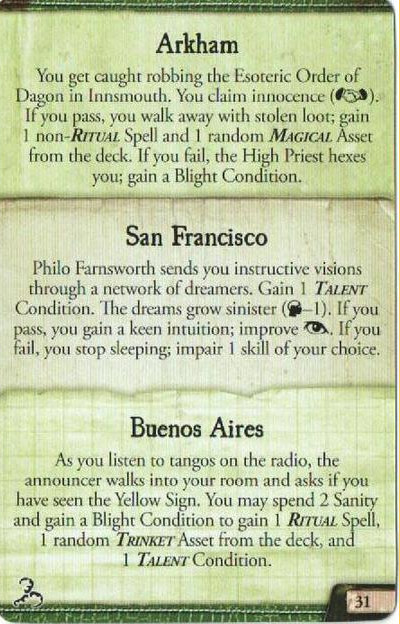 Arkham
You get caught robbing the Esoteric Order of
Dagon in Innsmouth. You claim innocence ( ).
If you pass, you walk away with stolen loot; gain
1 non-RITUAL Spell and 1 random MAGICAL Asset
from the deck. If you fail, the High Priest hexes
you; gain a Blight Condition.
San Francisco
Philo Farnsworth sends you instructive visions
through a network of dreamers. Gain 1 TALENT
Condition. The dreams grow sinister ( –1). If you
pass, you gain a keen intuition; improve . If you
fail, you stop sleeping; impair 1 skill of your choice.
Buenos Aires
As you listen to tangos on the radio, the
announcer walks into your room and asks if you
have seen the Yellow Sign. You may spend 2 Sanity
and gain a Blight Condition to gain 1 RITUAL Spell,
1 random TRINKET Asset from the deck, and
1 TALENT Condition.
31